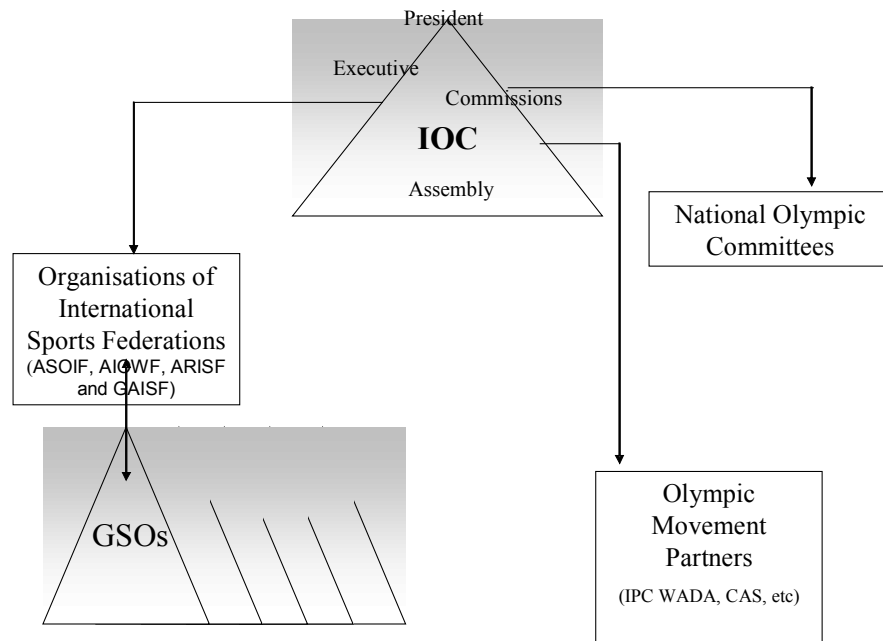 President
Executive
Commissions
IOC
Assembly
National Olympic
Committees
Organisations of
International
Sports Federations
(ASOIF, AIOWF, ARISF
and GAISF)
GSOs
Olympic
Movement
Partners
(IPC WADA, CAS, etc)